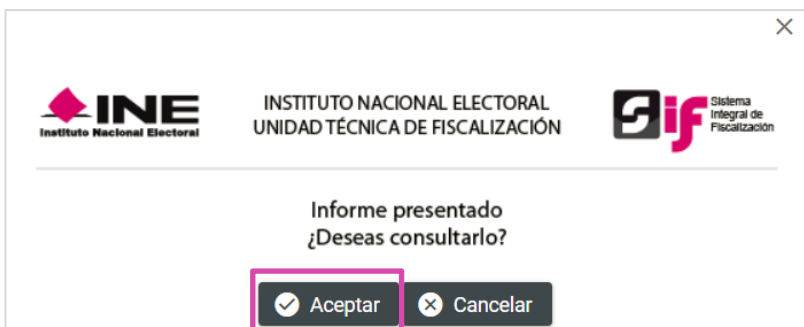 INE
Instituto Nacional Electoral
INSTITUTO NACIONAL ELECTORAL
UNIDAD TÉCNICA DE FISCALIZACIÓN
Sif
Sistema
Integral de
Fiscalización
Informe presentado
¿Deseas consultarlo?
Aceptar
Cancelar